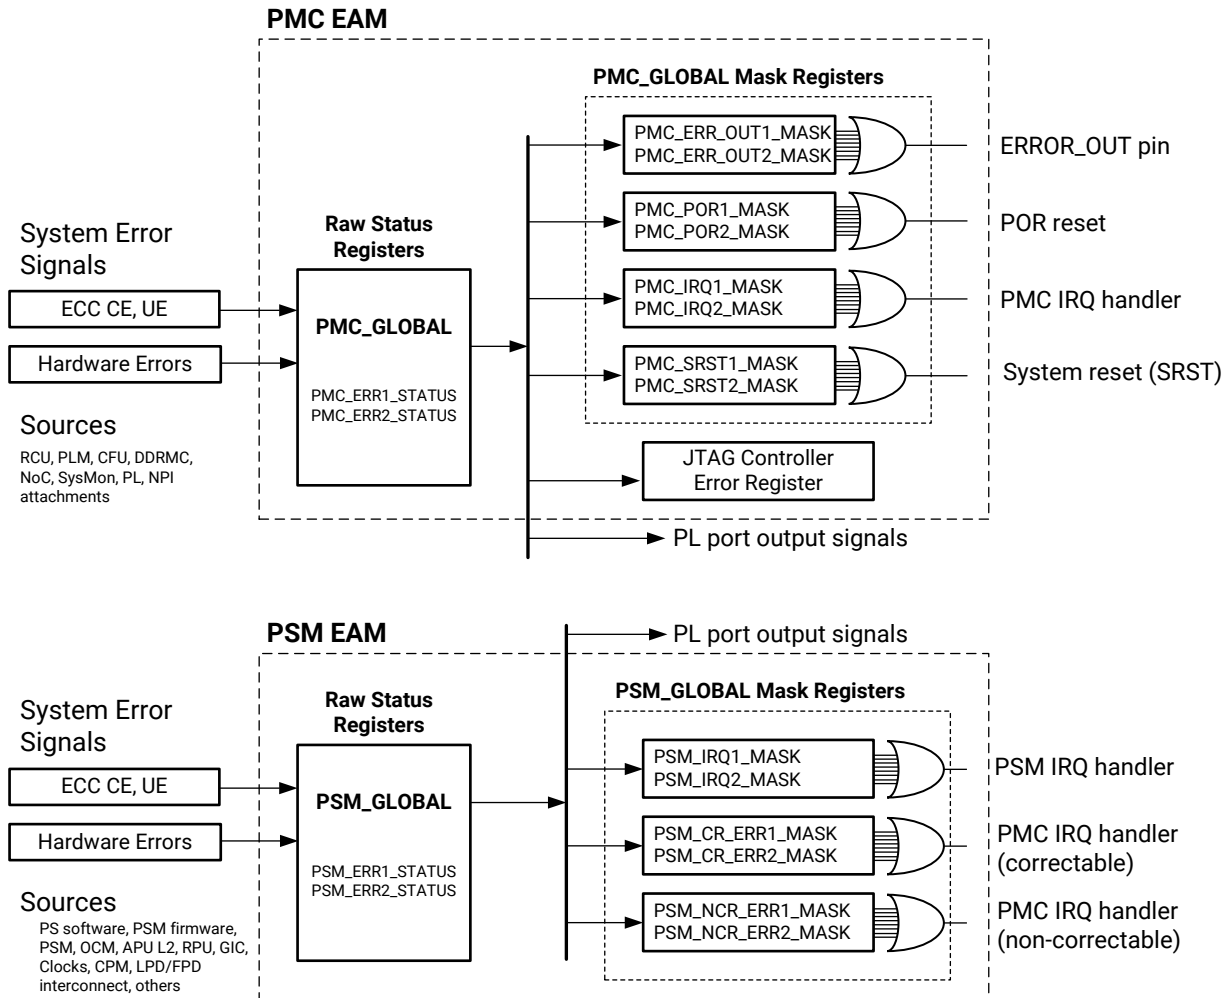 PMC EAM
PMC_GLOBAL Mask Registers
PMC_ERR_OUT1_MASK
PMC_ERR_OUT2_MASK
ERROR_OUT pin
PMC_POR1_MASK
PMC_POR2_MASK
POR reset
System Error
Signals
Raw Status
Registers
ECC CE, UE
Hardware Errors
PMC_GLOBAL
PMC_ERR1_STATUS
PMC_ERR2_STATUS
PMC_IRQ1_MASK
PMC_IRQ2_MASK
PMC IRQ handler
PMC_SRST1_MASK
PMC_SRST2_MASK
System reset (SRST)
Sources
RCU, PLM, CFU, DDRMC,
NoC, SysMon, PL, NPI
attachments
JTAG Controller
Error Register
PL port output signals
PSM EAM
PL port output signals
System Error
Signals
Raw Status
Registers
PSM_GLOBAL Mask Registers
ECC CE, UE
Hardware Errors
PSM_GLOBAL
PSM_ERR1_STATUS
PSM_ERR2_STATUS
PSM_IRQ1_MASK
PSM_IRQ2_MASK
PSM IRQ handler
PSM_CR_ERR1_MASK
PSM_CR_ERR2_MASK
PMC IRQ handler
(correctable)
PSM_NCR_ERR1_MASK
PSM_NCR_ERR2_MASK
PMC IRQ handler
(non-correctable)
Sources
PS software, PSM firmware,
PSM, OCM, APU L2, RPU, GIC,
Clocks, CPM, LPD/FPD
interconnect, others